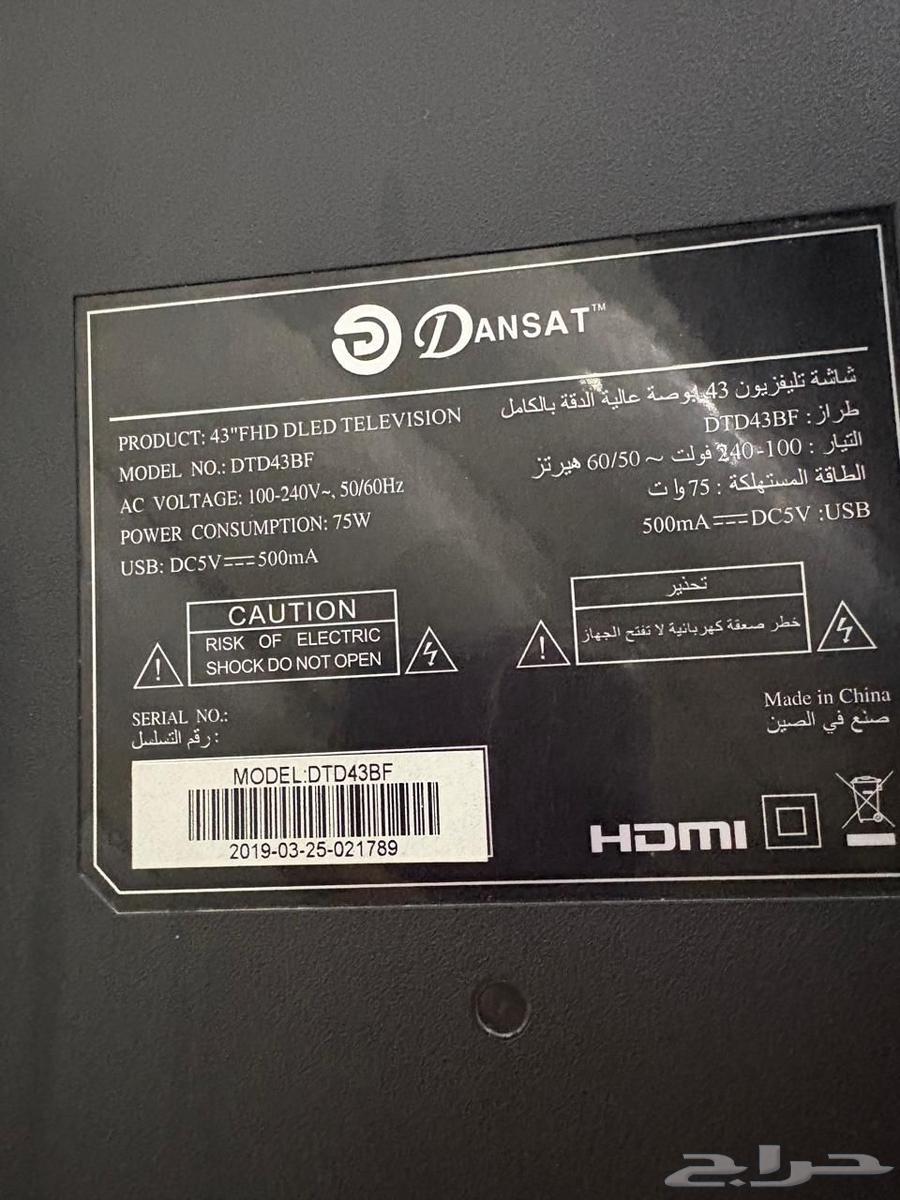 DANSAT™
PRODUCT: 43"FHD DLED TELEVISION
MODEL NO.: DTD43BF
AC VOLTAGE: 100-240V~, 50/60Hz
POWER CONSUMPTION: 75W
USB: DC5V⎓500mA
شاشة تليفزيون 43 بوصة عالية الدقة بالكامل
طراز : DTD43BF
التيار : 100-240 فولت ~ 60/50 هيرتز
الطاقة المستهلكة : 75 وا ت
500mA⎓DC5V :USB
CAUTION
RISK OF ELECTRIC
SHOCK DO NOT OPEN
تحذير
خطر صعقة كهربائية لا تفتح الجهاز
SERIAL NO.:
رقم التسلسل :
Made in China
صنع في الصين
MODEL:DTD43BF
2019-03-25-021789
HDMI
حراج